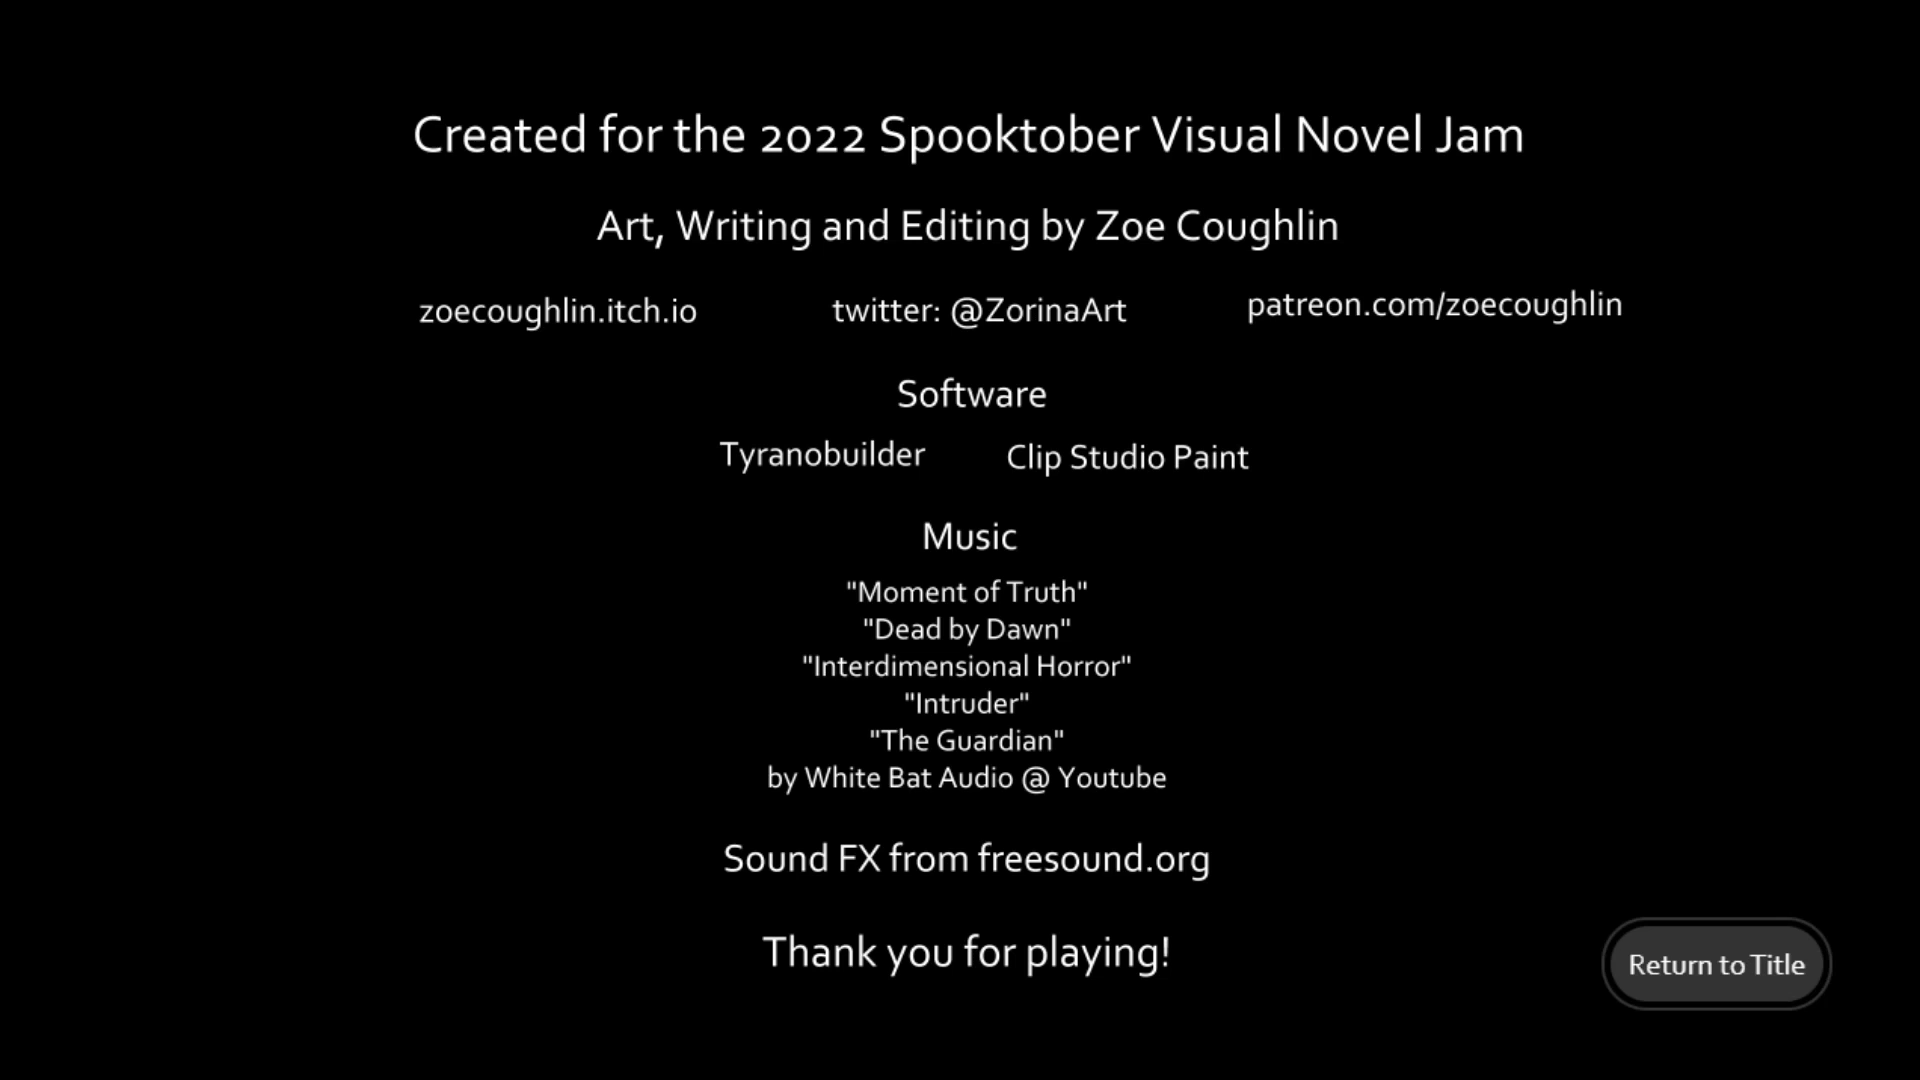 Created for the 2022 Spooktober Visual Novel Jam
Art, Writing and Editing by Zoe Coughlin
zoecoughlin.itch.io twitter: @ZorinaArt patreon.com/zoecoughlin
Software
Tyranobuilder Clip Studio Paint
Music
"Moment of Truth"
"Dead by Dawn"
"Interdimensional Horror"
"Intruder"
"The Guardian"
by White Bat Audio @ Youtube
Sound FX from freesound.org
Thank you for playing!
Return to Title